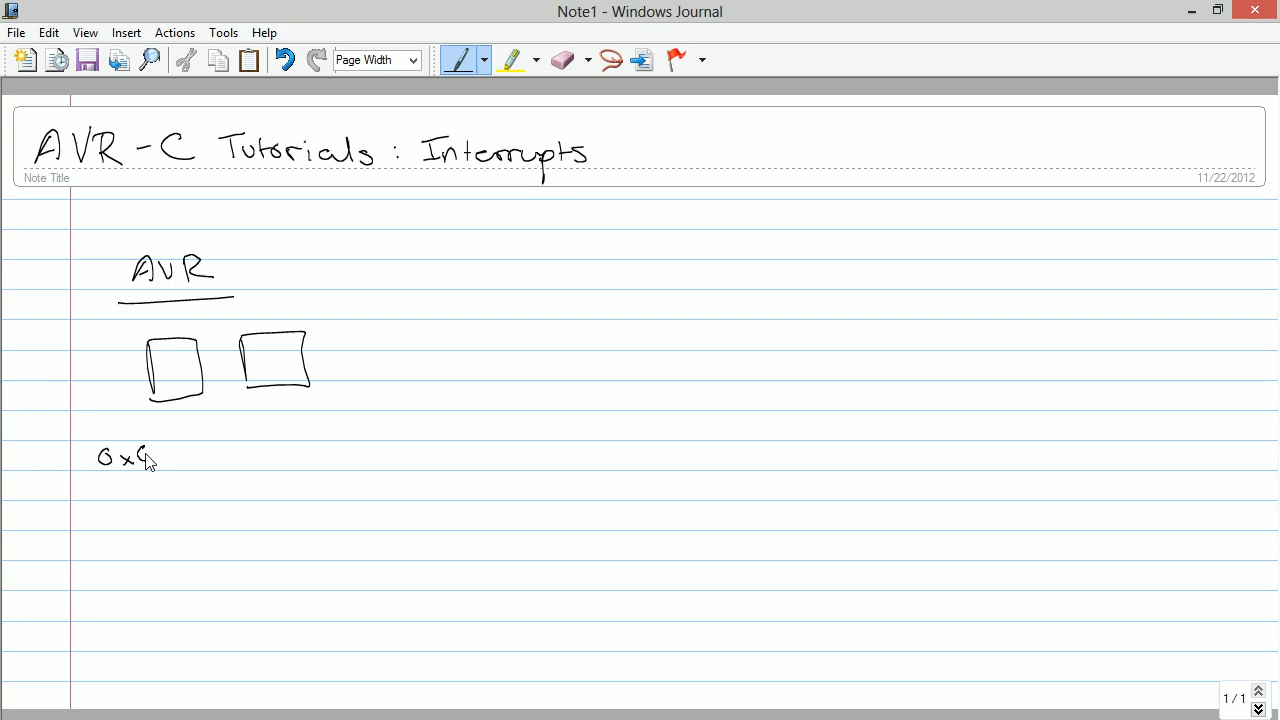 Note1 - Windows Journal
File Edit View Insert Actions Tools Help
Page Width
AVR-C Tutorials: Interrupts
Note Title 11/22/2012
AVR
0x
1 / 1